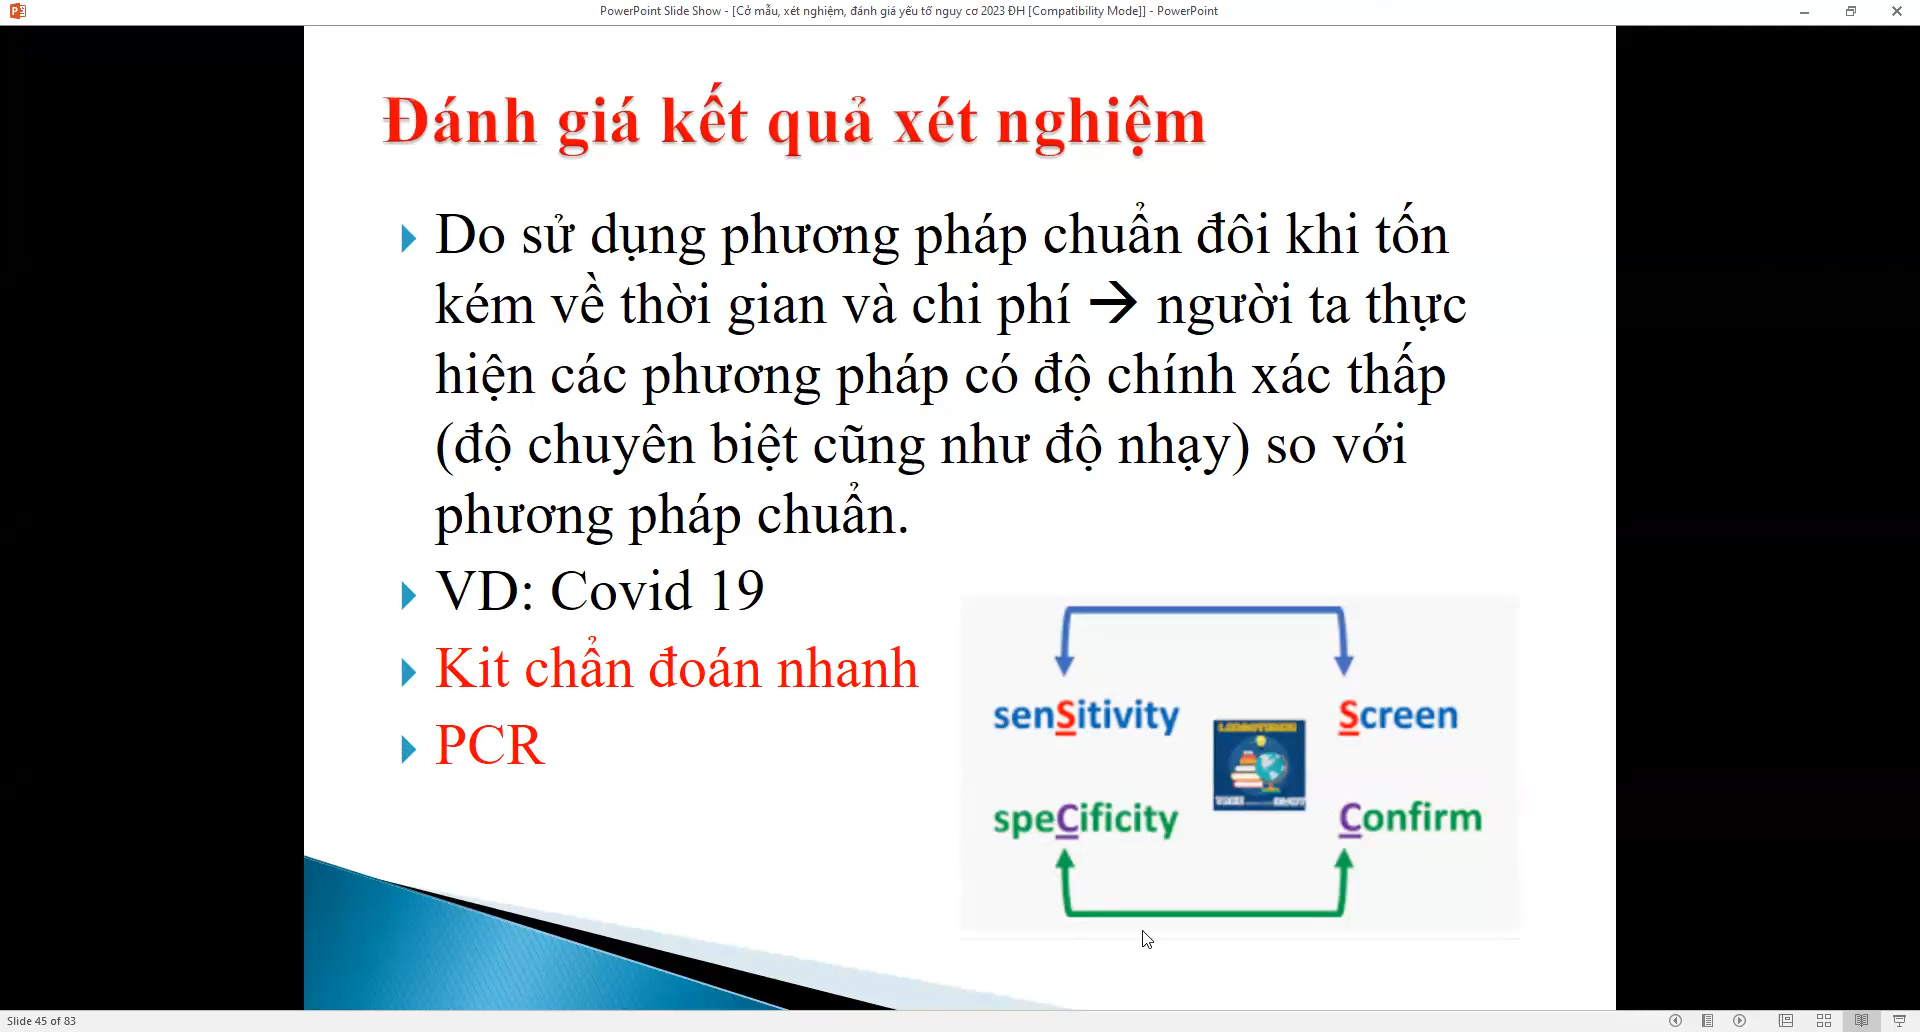 PowerPoint Slide Show - [Cở mẫu, xét nghiệm, đánh giá yếu tố nguy cơ 2023 ĐH [Compatibility Mode]] - PowerPoint
Đánh giá kết quả xét nghiệm
Do sử dụng phương pháp chuẩn đôi khi tốn
kém về thời gian và chi phí → người ta thực
hiện các phương pháp có độ chính xác thấp
(độ chuyên biệt cũng như độ nhạy) so với
phương pháp chuẩn.
VD: Covid 19
Kit chẩn đoán nhanh
PCR
senSitivity
Screen
speCificity
Confirm
Slide 45 of 83